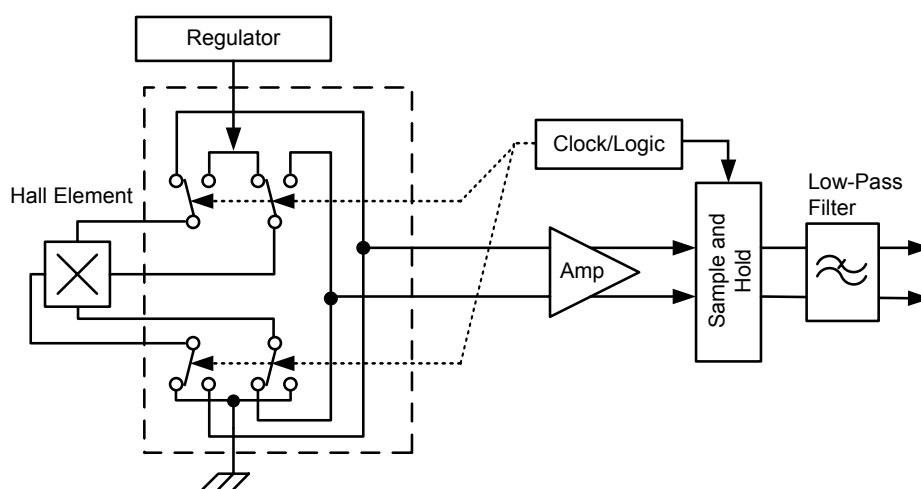 Regulator
Clock/Logic
Hall Element
Low-Pass
Filter
Amp
Sample and
Hold